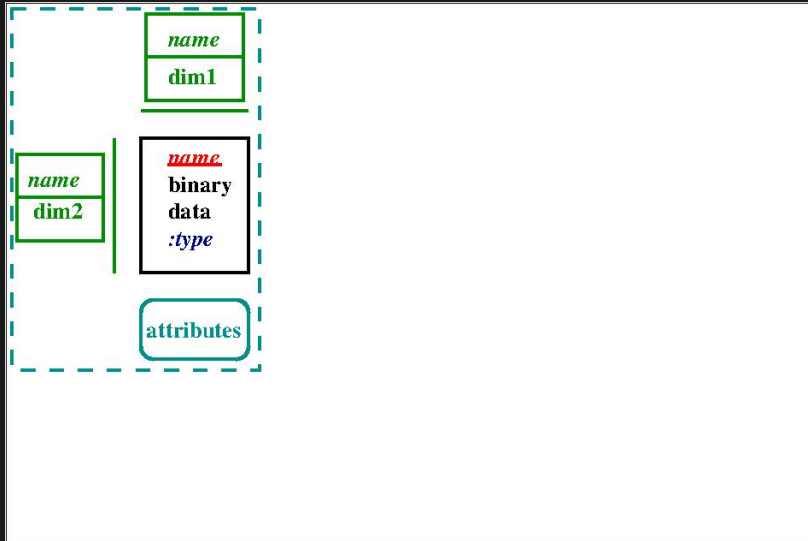 name
dim1
name
dim2
name
binary
data
:type
attributes